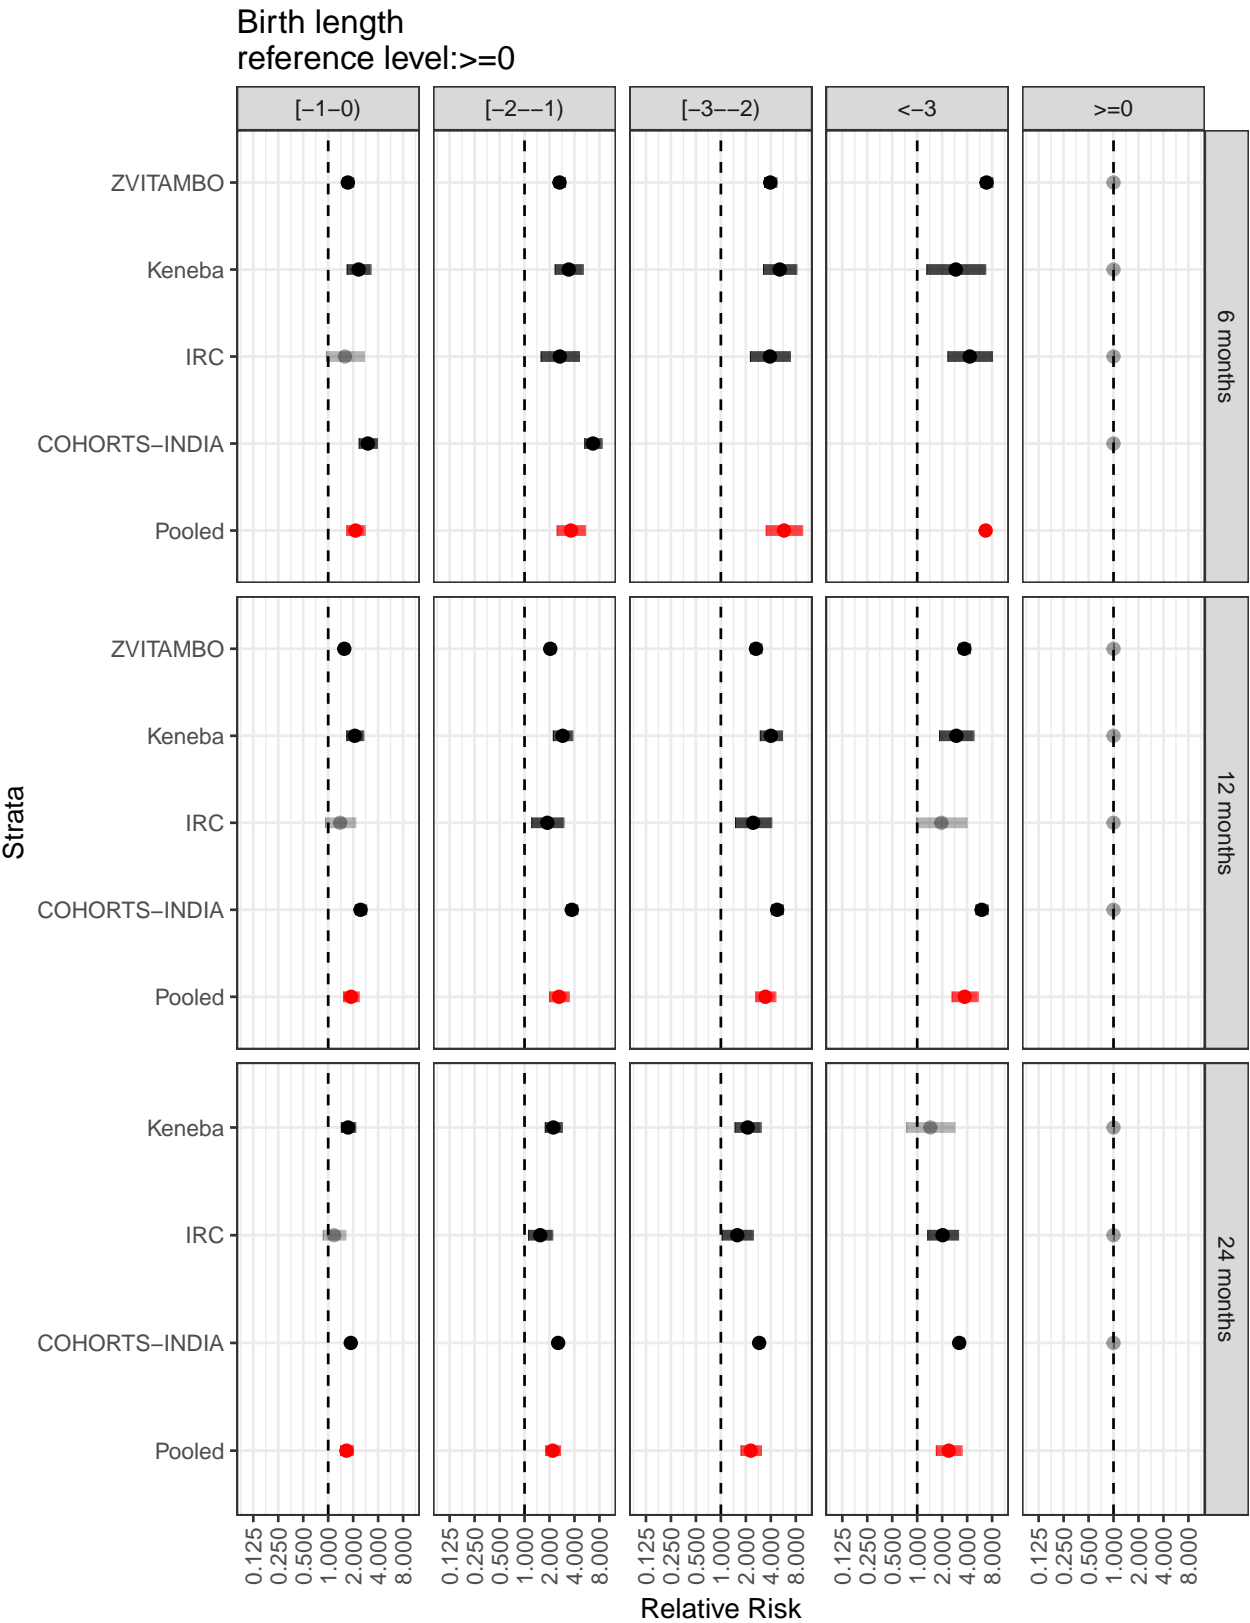 Birth length
reference level:>=0
[−1−0)
[−2−−1)
[−3−−2)
<−3
>=0
ZVITAMBO
Keneba
IRC
COHORTS−INDIA
Pooled
6 months
ZVITAMBO
Keneba
IRC
COHORTS−INDIA
Pooled
12 months
Strata
Keneba
IRC
COHORTS−INDIA
Pooled
24 months
0.125
0.250
0.500
1.000
2.000
4.000
8.000
0.125
0.250
0.500
1.000
2.000
4.000
8.000
0.125
0.250
0.500
1.000
2.000
4.000
8.000
0.125
0.250
0.500
1.000
2.000
4.000
8.000
0.125
0.250
0.500
1.000
2.000
4.000
8.000
Relative Risk